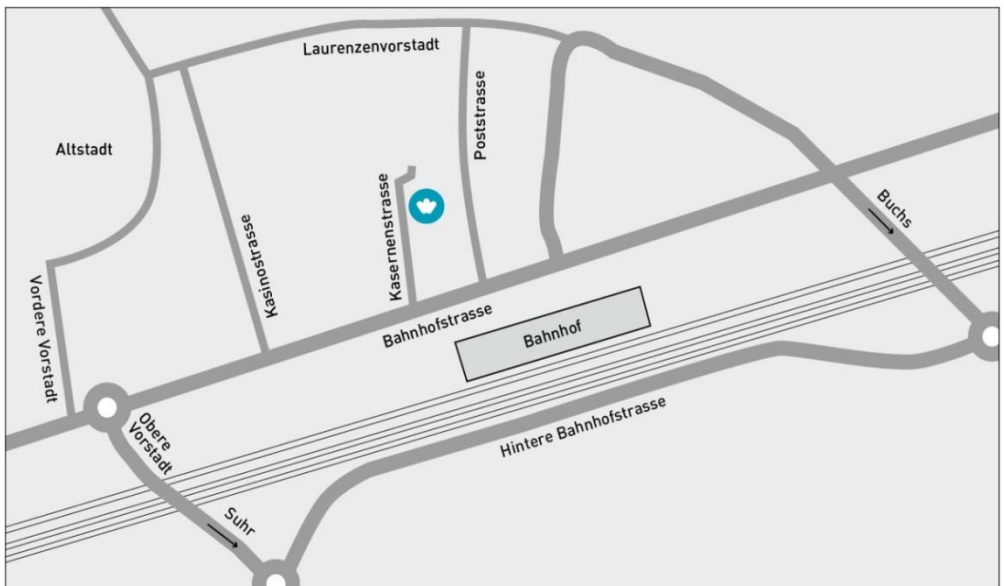 Laurenzenvorstadt
Altstadt
Poststrasse
Kasernenstrasse
Kasinostrasse
Buchs
Vordere Vorstadt
Bahnhofstrasse
Bahnhof
Obere
Vorstadt
Hintere Bahnhofstrasse
Suhr